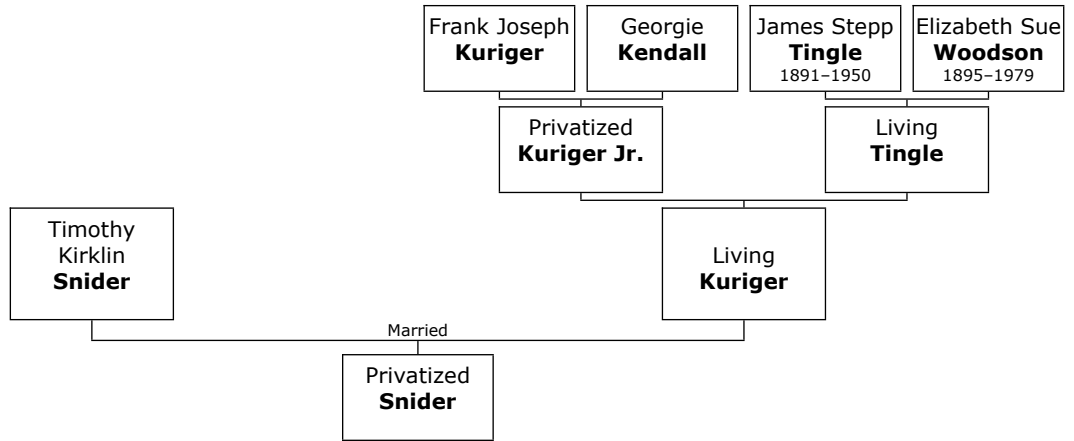 Frank Joseph
Kuriger
Georgie
Kendall
James Stepp
Tingle
1891–1950
Elizabeth Sue
Woodson
1895–1979
Privatized
Kuriger Jr.
Living
Tingle
Timothy
Kirklin
Snider
Living
Kuriger
Married
Privatized
Snider